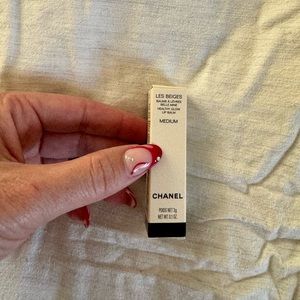 LES BEIGES
BAUME À LÈVRES
BELLE MINE
HEALTHY GLOW
LIP BALM
MEDIUM
CHANEL
POIDS NET 3g
NET WT. 0.1 OZ.